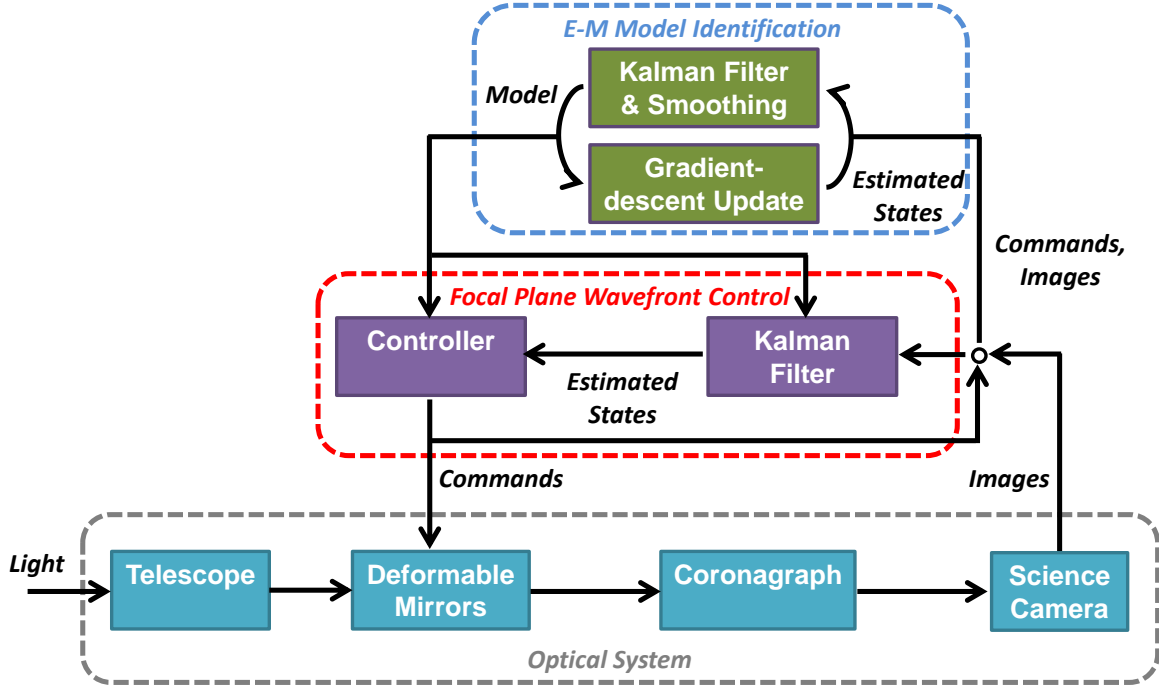 E-M Model Identification
Kalman Filter
& Smoothing
Model
Gradient-
descent Update
Estimated
States
Commands,
Images
Focal Plane Wavefront Control
Controller
Kalman
Filter
Estimated
States
Commands
Images
Light
Telescope
Deformable
Mirrors
Coronagraph
Science
Camera
Optical System